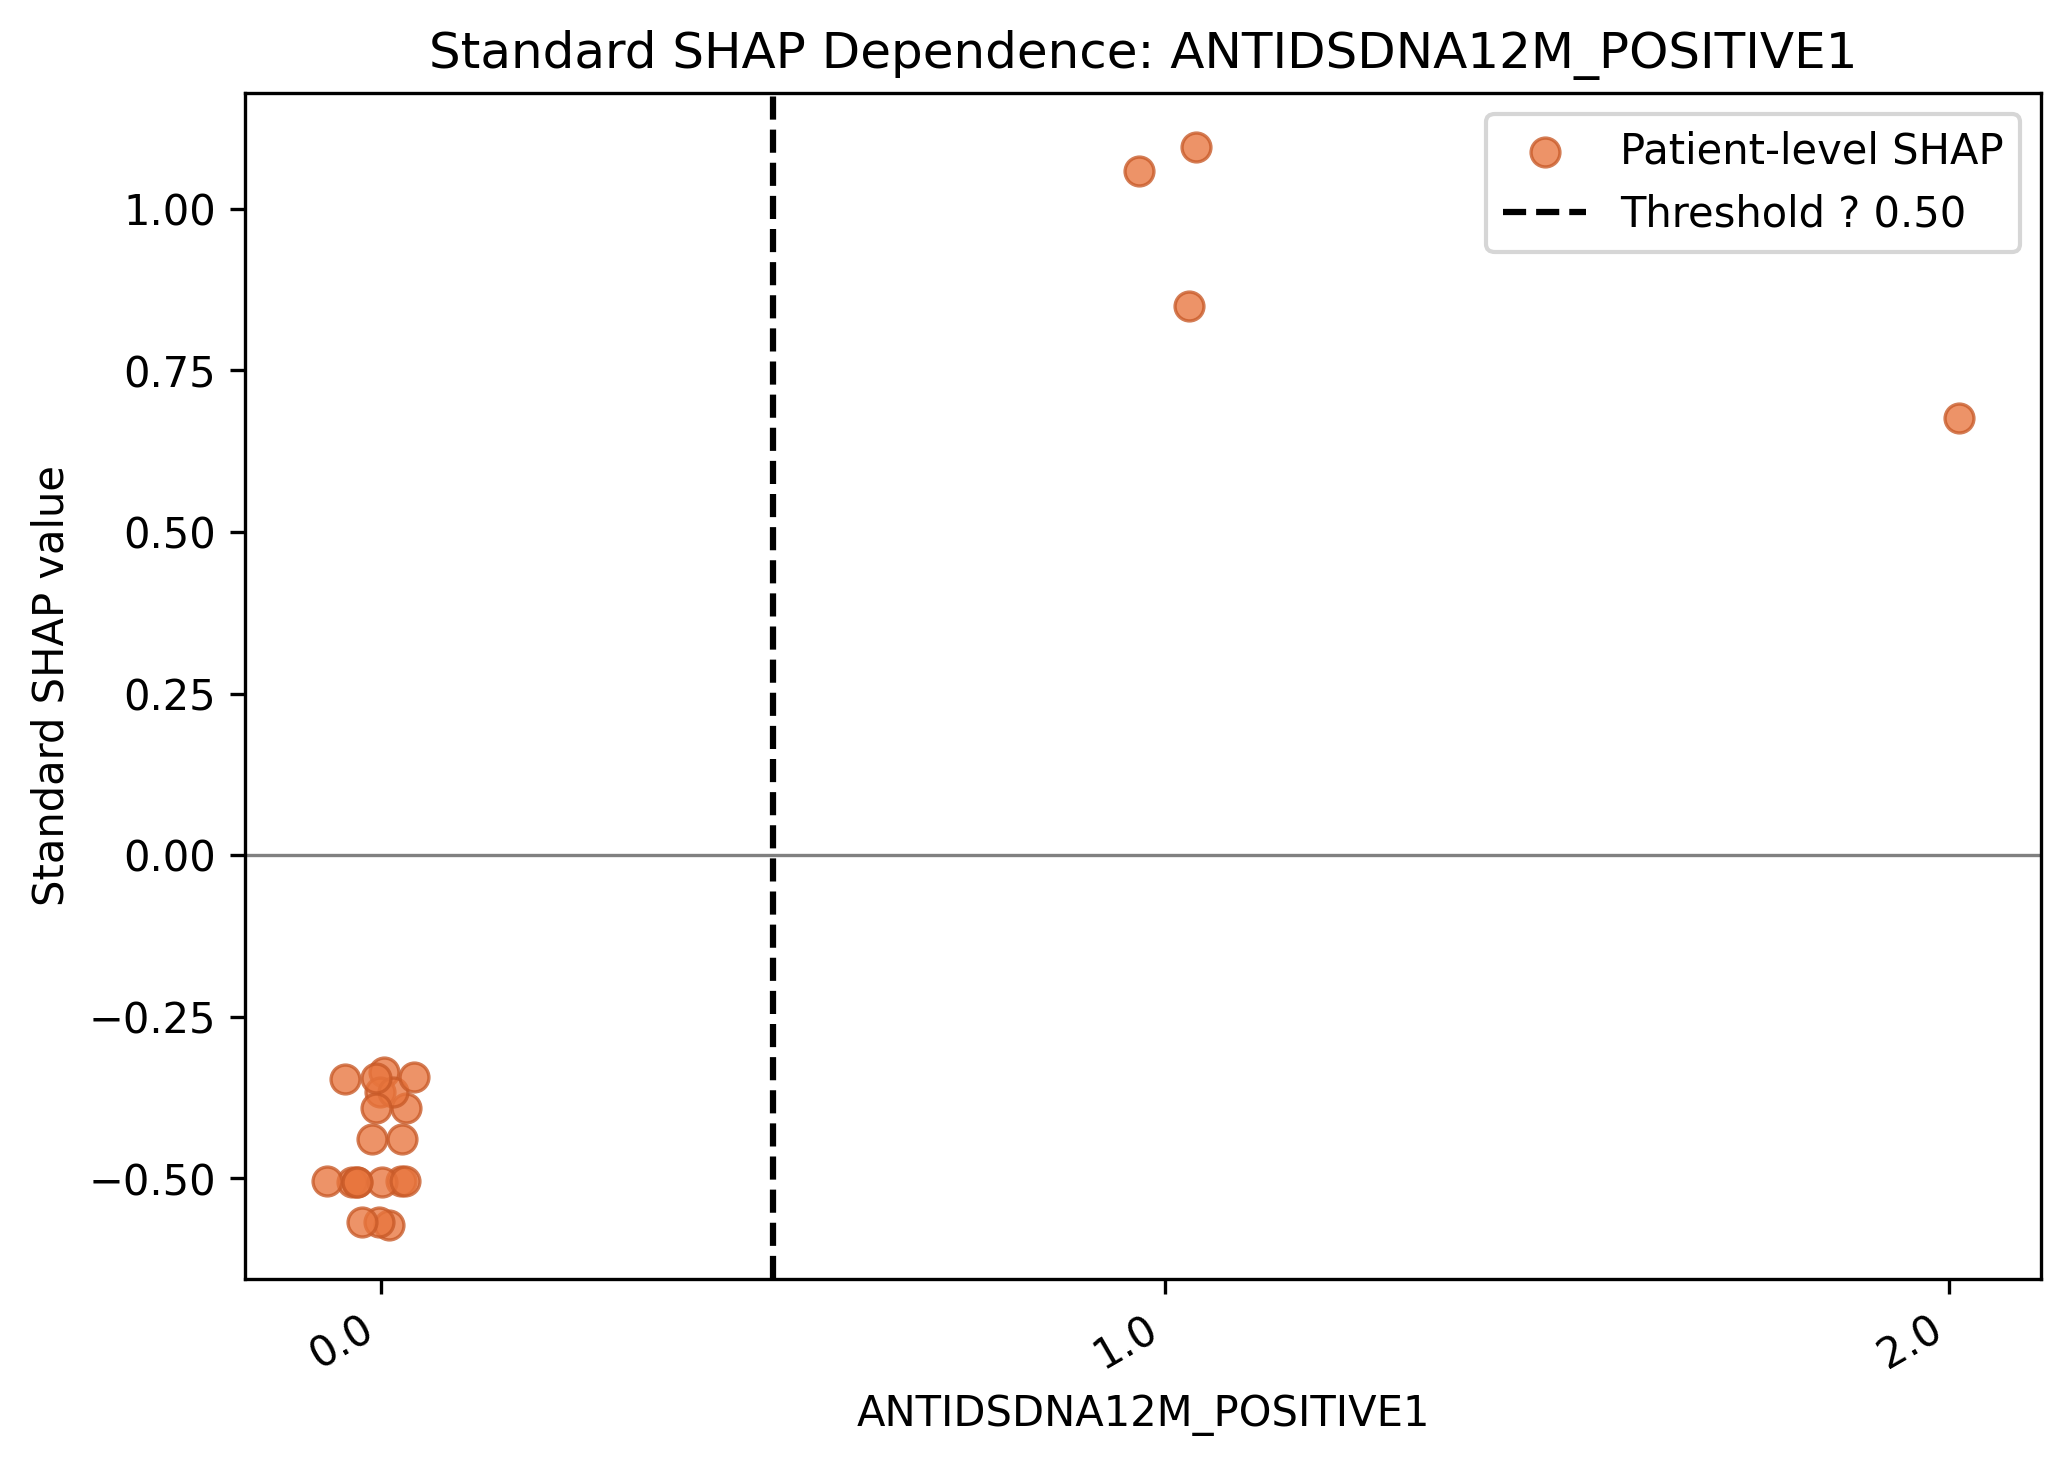 Standard SHAP Dependence: ANTIDSDNA12M_POSITIVE1
Patient-level SHAP
Threshold ? 0.50
Standard SHAP value
1.00
0.75
0.50
0.25
0.00
−0.25
−0.50
0.0
1.0
2.0
ANTIDSDNA12M_POSITIVE1